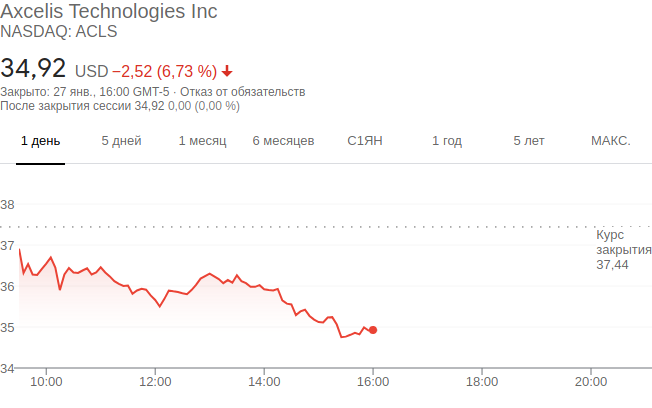 Axcelis Technologies Inc
NASDAQ: ACLS
34,92 USD −2,52 (6,73 %)
Закрыто: 27 янв., 16:00 GMT-5 · Отказ от обязательств
После закрытия сессии 34,92 0,00 (0,00 %)
1 день 5 дней 1 месяц 6 месяцев С1ЯН 1 год 5 лет МАКС.
38
Курс
закрытия
37,44
37
36
35
34
10:00 12:00 14:00 16:00 18:00 20:00